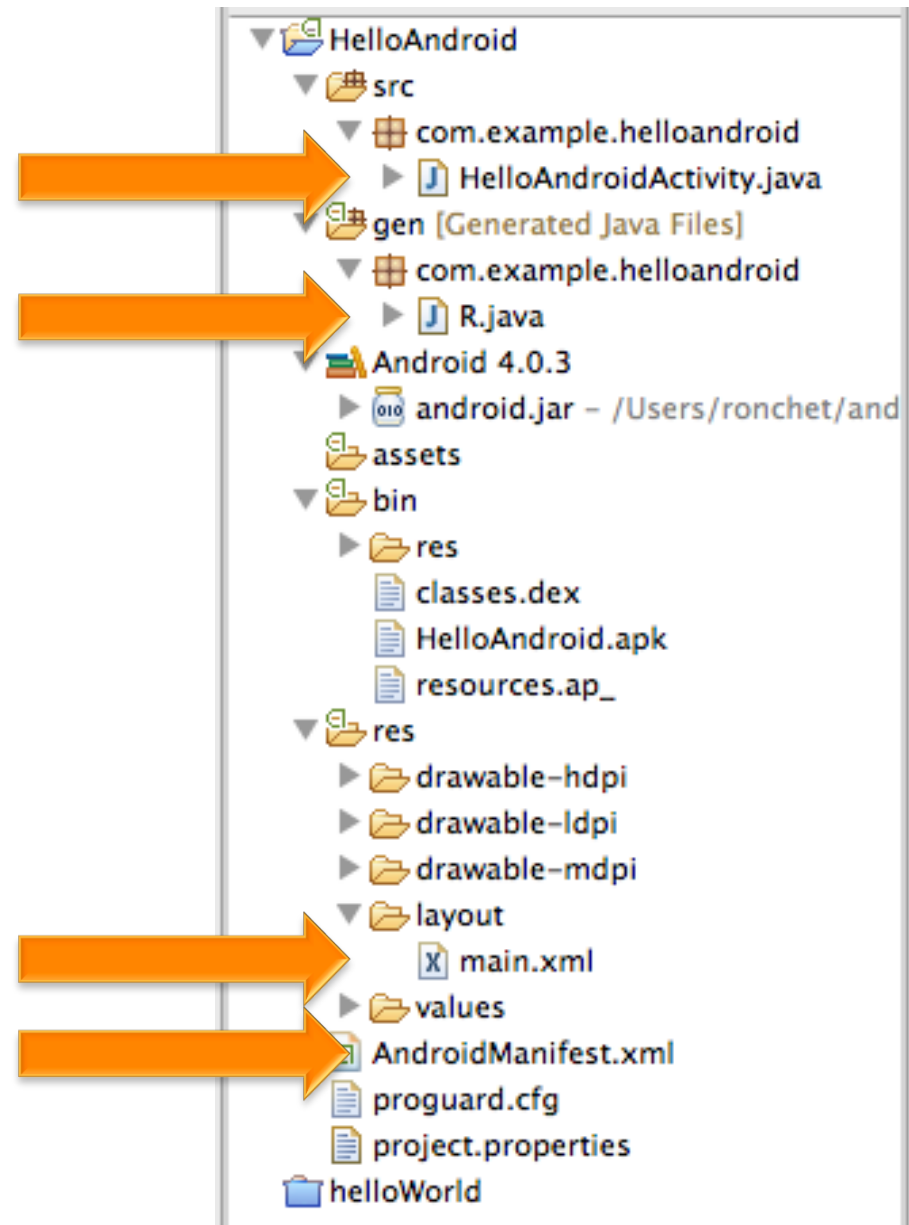 HelloAndroid
src
com.example.helloandroid
HelloAndroidActivity.java
gen [Generated Java Files]
com.example.helloandroid
R.java
Android 4.0.3
android.jar – /Users/ronchet/and
assets
bin
res
classes.dex
HelloAndroid.apk
resources.ap_
res
drawable-hdpi
drawable-ldpi
drawable-mdpi
layout
main.xml
values
AndroidManifest.xml
proguard.cfg
project.properties
helloWorld